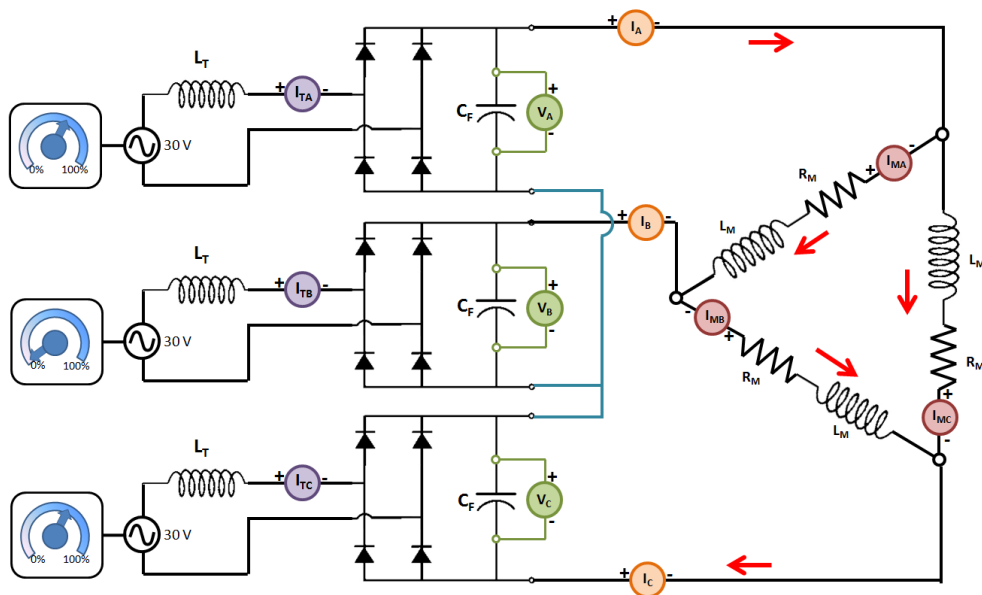 L_T
+ I_TA -
30 V
0% 100%
C_F
+
V_A
-
+ I_A -
I_MA
-
+
R_M
L_M
L_M
R_M
+
I_MC
-
L_T
+ I_TB -
30 V
0% 100%
C_F
+
V_B
-
+ I_B -
-
I_MB
+
R_M
L_M
L_T
+ I_TC -
30 V
0% 100%
C_F
+
V_C
-
+ I_C -